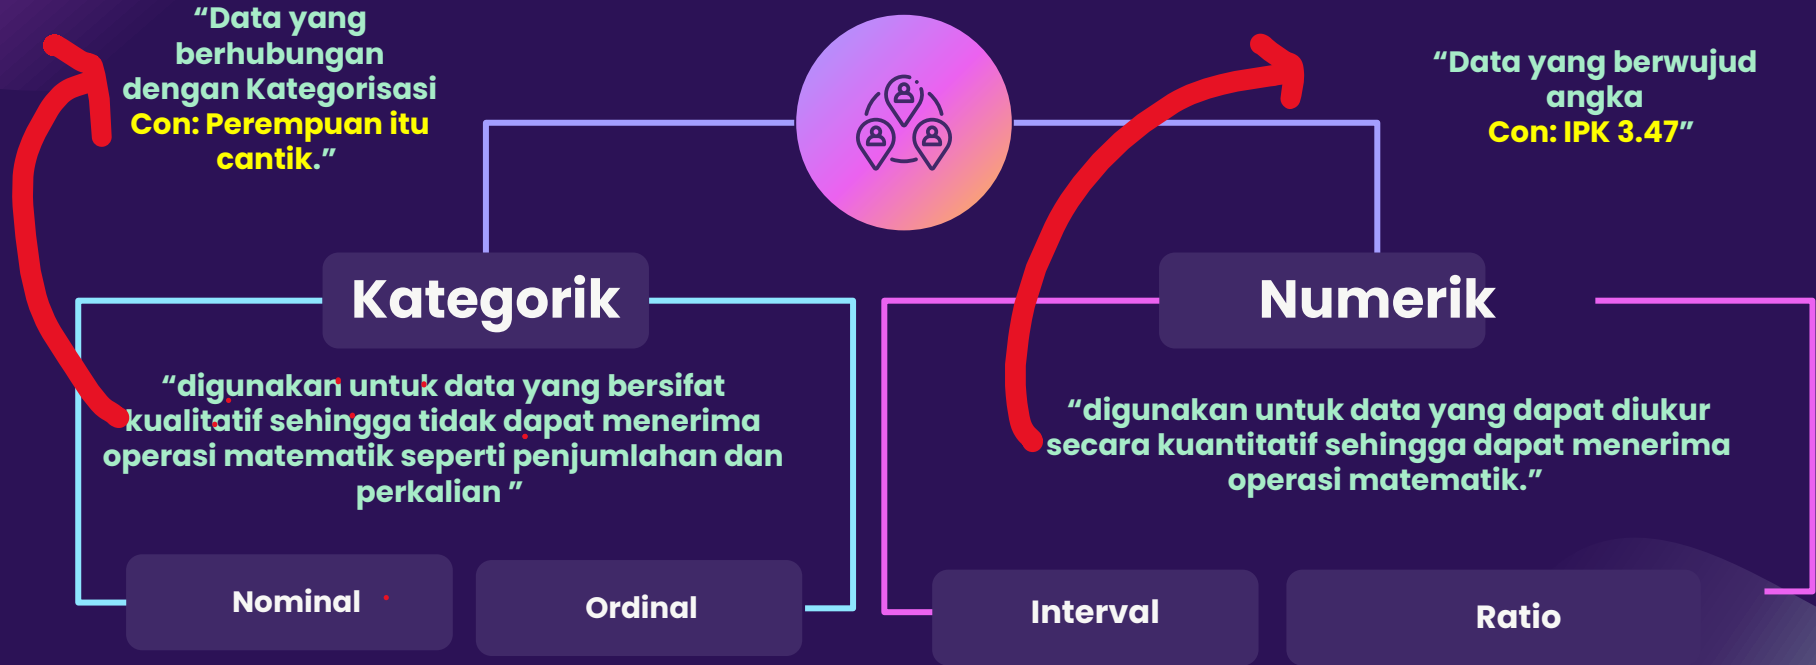 “Data yang
berhubungan
dengan Kategorisasi
Con: Perempuan itu
cantik.”
“Data yang berwujud
angka
Con: IPK 3.47”
Kategorik
Numerik
“digunakan untuk data yang bersifat
kualitatif sehingga tidak dapat menerima
operasi matematik seperti penjumlahan dan
perkalian ”
“digunakan untuk data yang dapat diukur
secara kuantitatif sehingga dapat menerima
operasi matematik.”
Nominal
Ordinal
Interval
Ratio